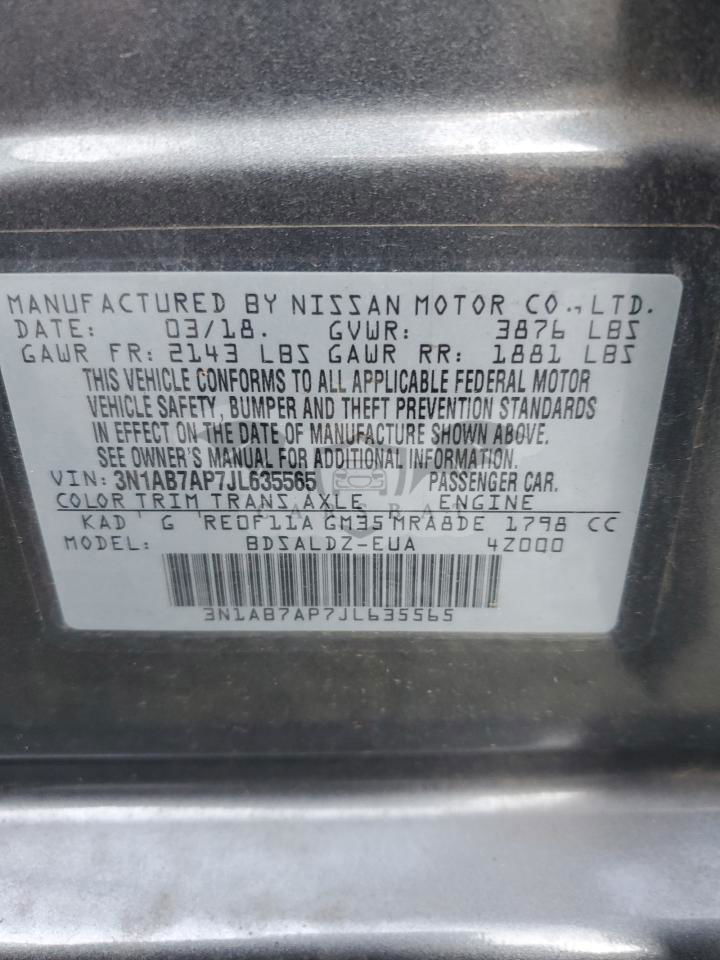 MANUFACTURED BY NISSAN MOTOR CO., LTD.
DATE: 03/18. GVWR: 3876 LBS
GAWR FR: 2143 LBS GAWR RR: 1881 LBS
THIS VEHICLE CONFORMS TO ALL APPLICABLE FEDERAL MOTOR
VEHICLE SAFETY, BUMPER AND THEFT PREVENTION STANDARDS
IN EFFECT ON THE DATE OF MANUFACTURE SHOWN ABOVE.
SEE OWNER'S MANUAL FOR ADDITIONAL INFORMATION.
VIN: 3N1AB7AP7JL635565 PASSENGER CAR.
COLOR TRIM TRANS AXLE ENGINE
KAD G RE0F11A GM35 MRA8DE 1798 CC
MODEL: BDSALDZ-EUA 4Z000
3N1AB7AP7JL635565